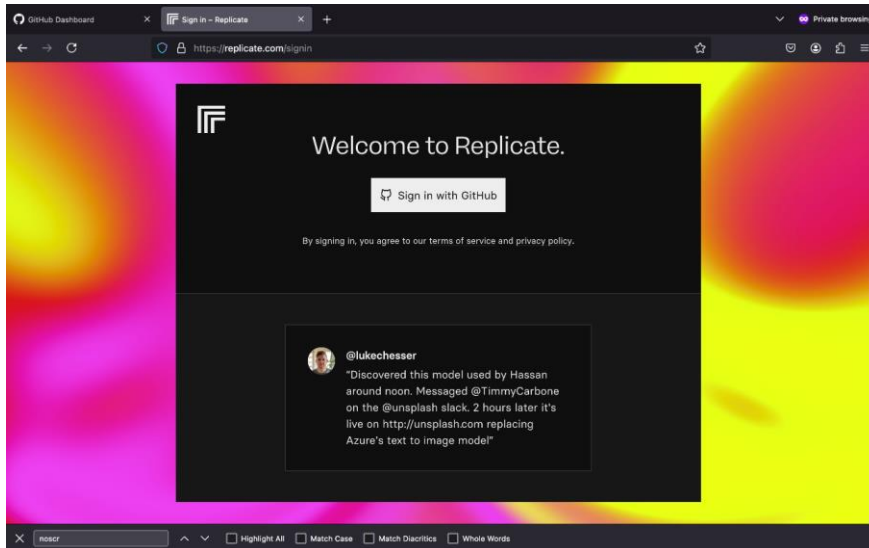 GitHub Dashboard
Sign in – Replicate
Private browsing
https://replicate.com/signin
Welcome to Replicate.
Sign in with GitHub
By signing in, you agree to our terms of service and privacy policy.
@lukechesser
"Discovered this model used by Hassan
around noon. Messaged @TimmyCarbone
on the @unsplash slack. 2 hours later it's
live on http://unsplash.com replacing
Azure's text to image model"
noscr
Highlight All
Match Case
Match Diacritics
Whole Words